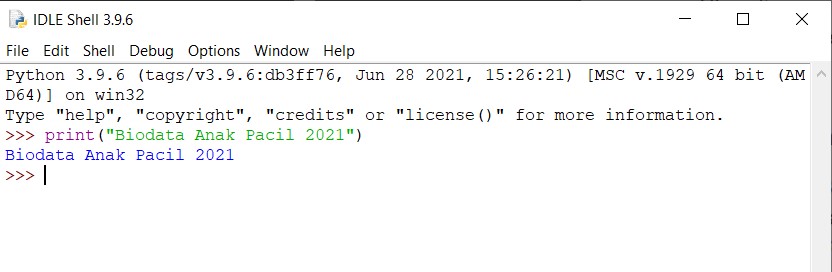 IDLE Shell 3.9.6
File Edit Shell Debug Options Window Help
Python 3.9.6 (tags/v3.9.6:db3ff76, Jun 28 2021, 15:26:21) [MSC v.1929 64 bit (AM
D64)] on win32
Type "help", "copyright", "credits" or "license()" for more information.
>>> print("Biodata Anak Pacil 2021")
Biodata Anak Pacil 2021
>>>